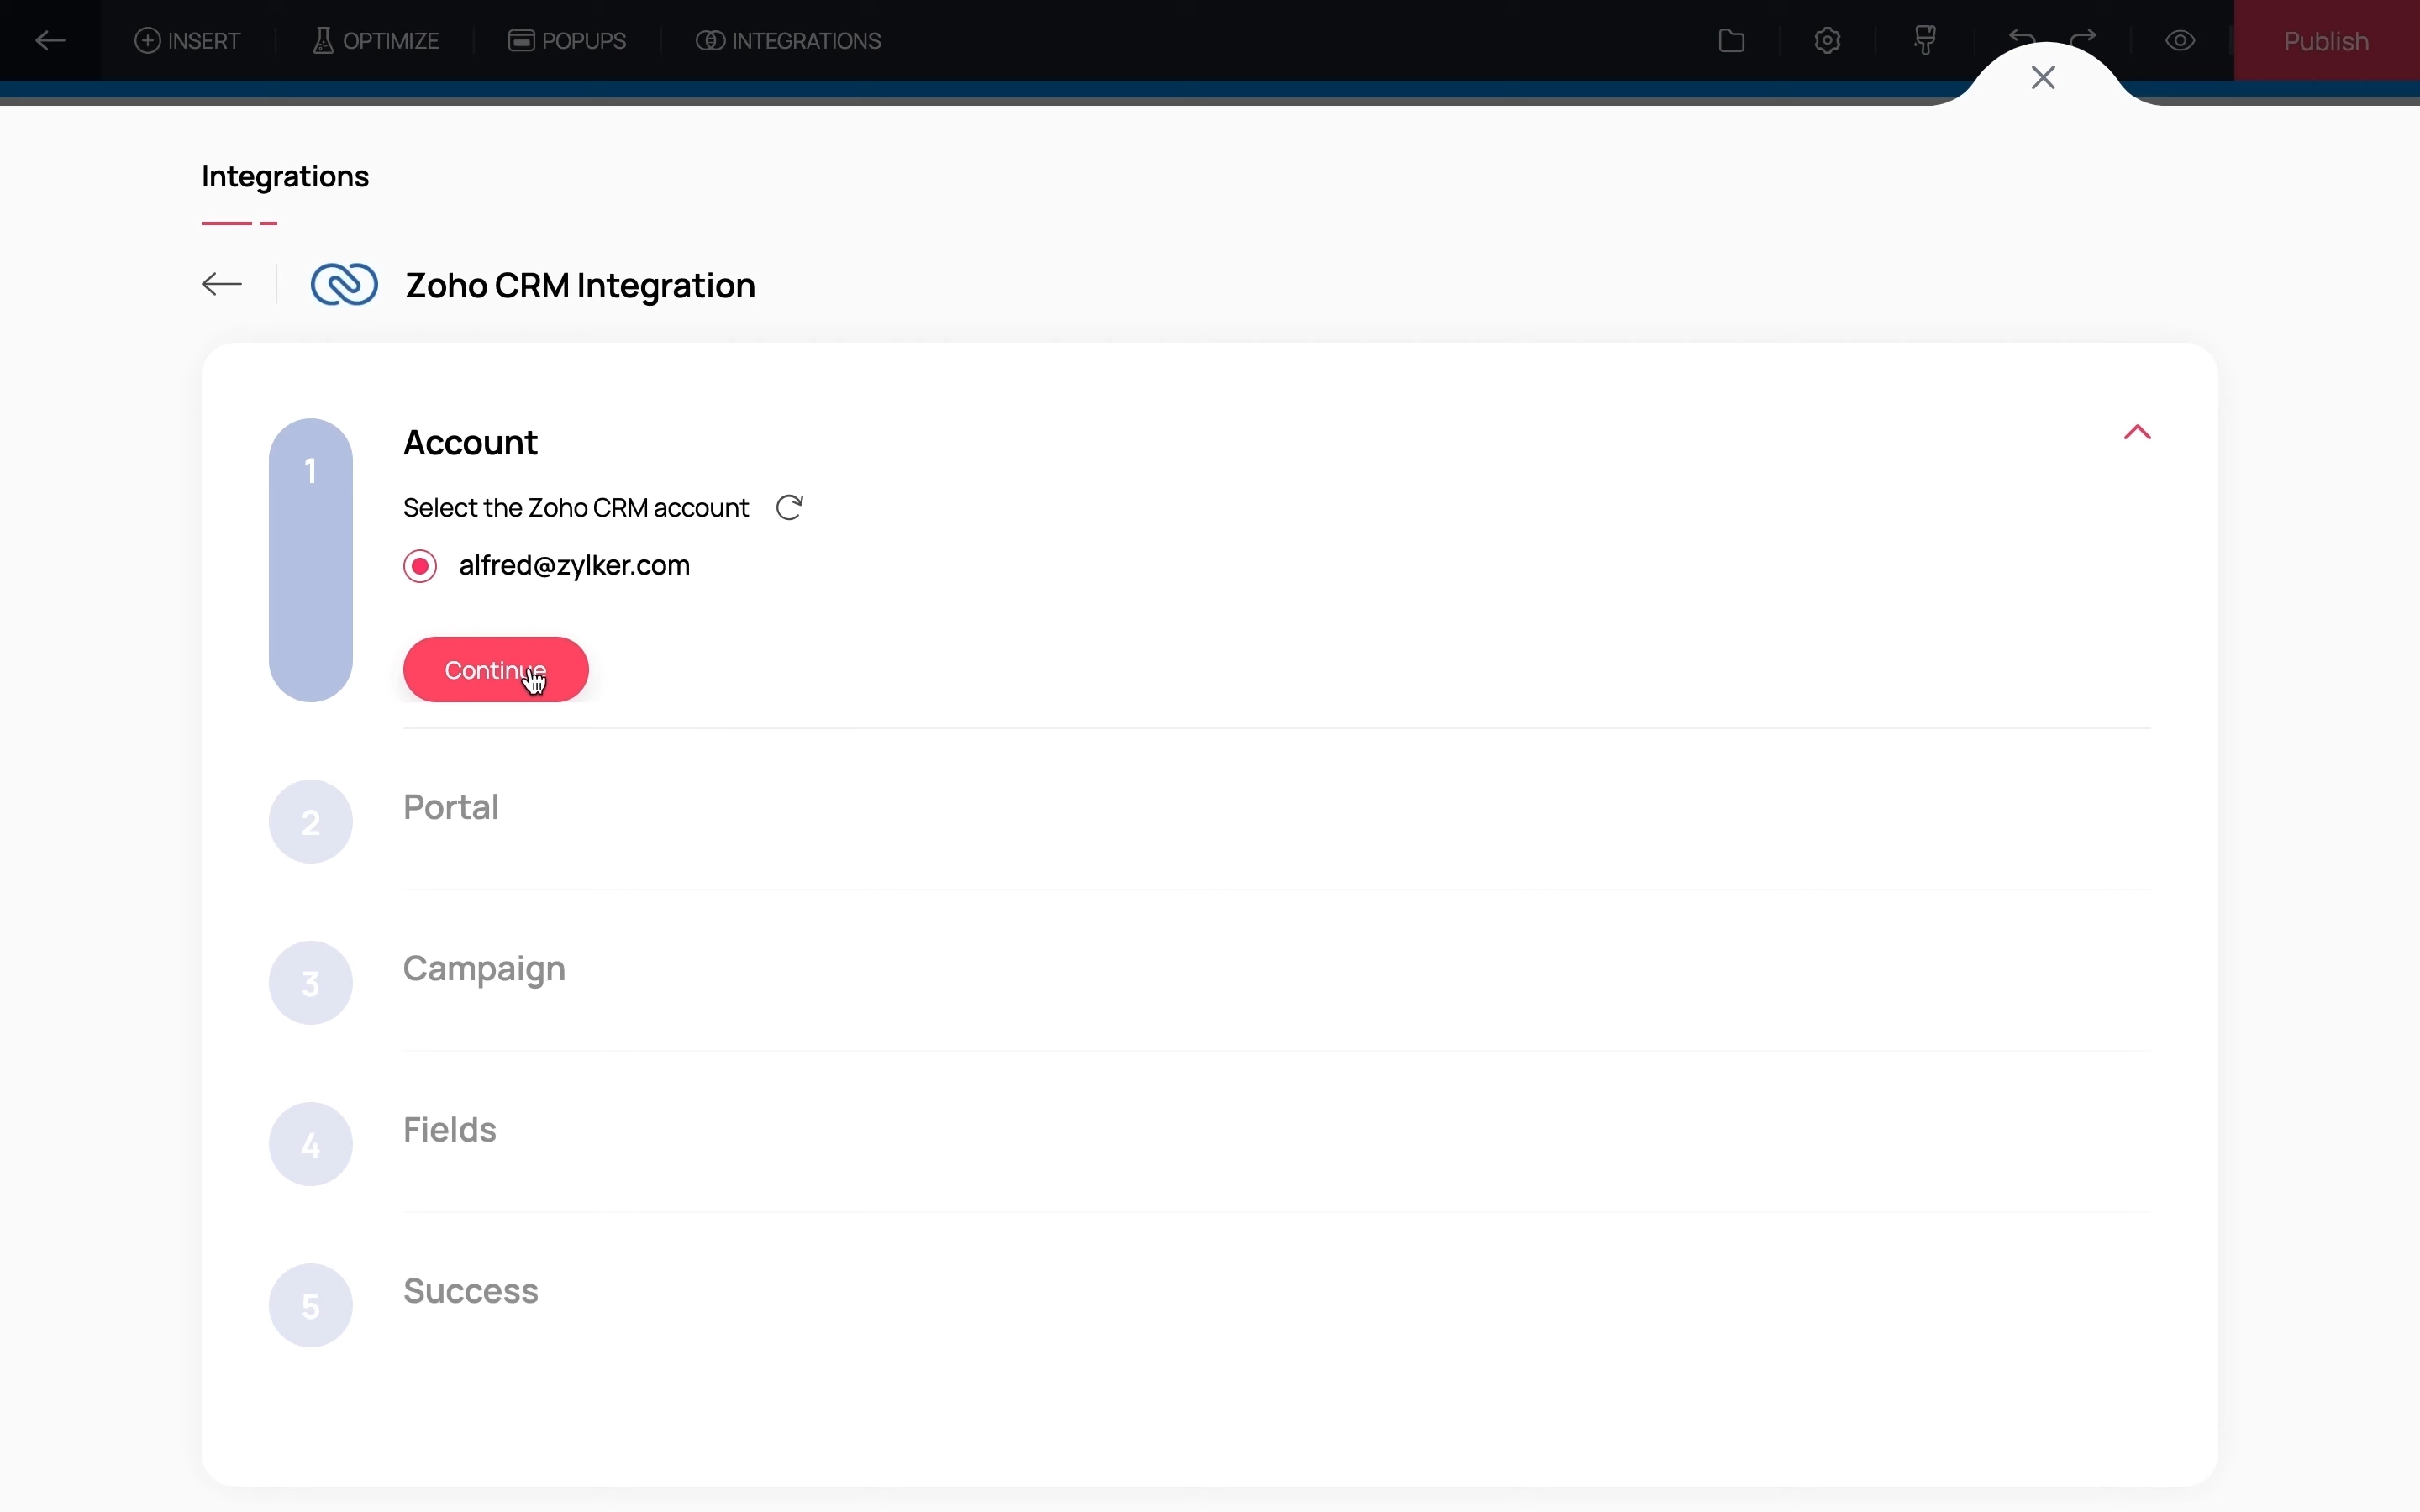 INSERT OPTIMIZE POPUPS INTEGRATIONS Publish
Integrations
Zoho CRM Integration
1 Account
Select the Zoho CRM account
alfred@zylker.com
Continue
2 Portal
3 Campaign
4 Fields
5 Success